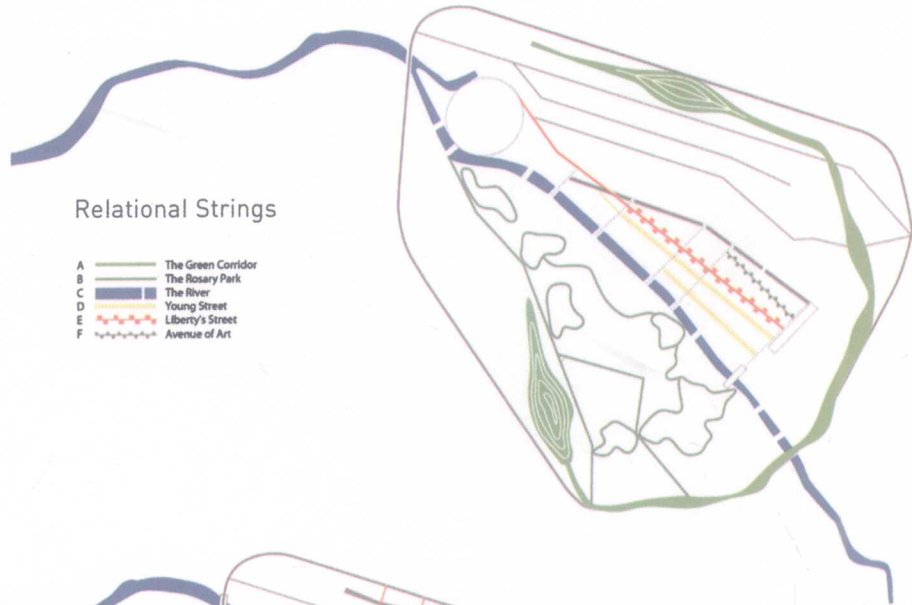 Relational Strings
A The Green Corridor
B The Rosary Park
C The River
D Young Street
E Liberty's Street
F Avenue of Art